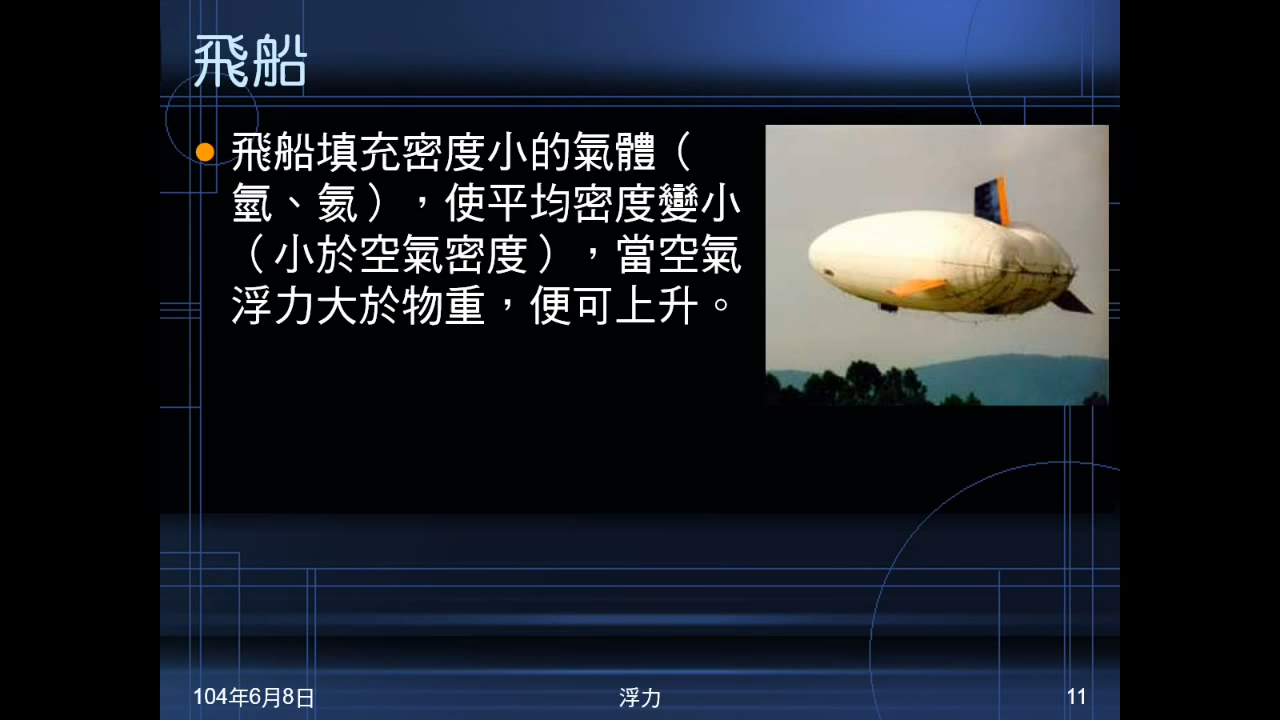 飛船
飛船填充密度小的氣體（
氫、氦），使平均密度變小
（小於空氣密度），當空氣
浮力大於物重，便可上升。
104年6月8日
浮力
11